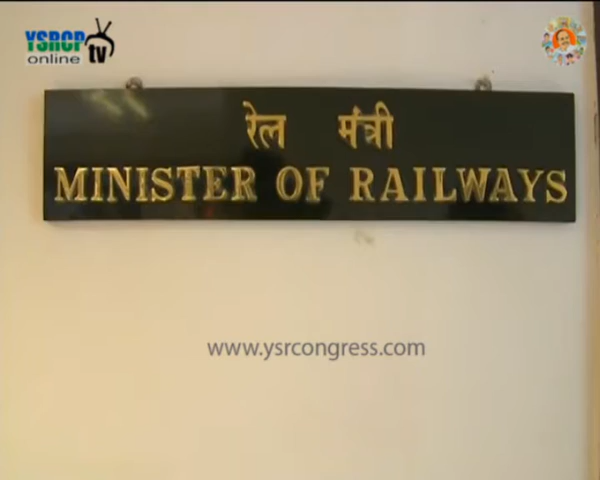 YSRCP
online tv
रेल मंत्री
MINISTER OF RAILWAYS
www.ysrcongress.com